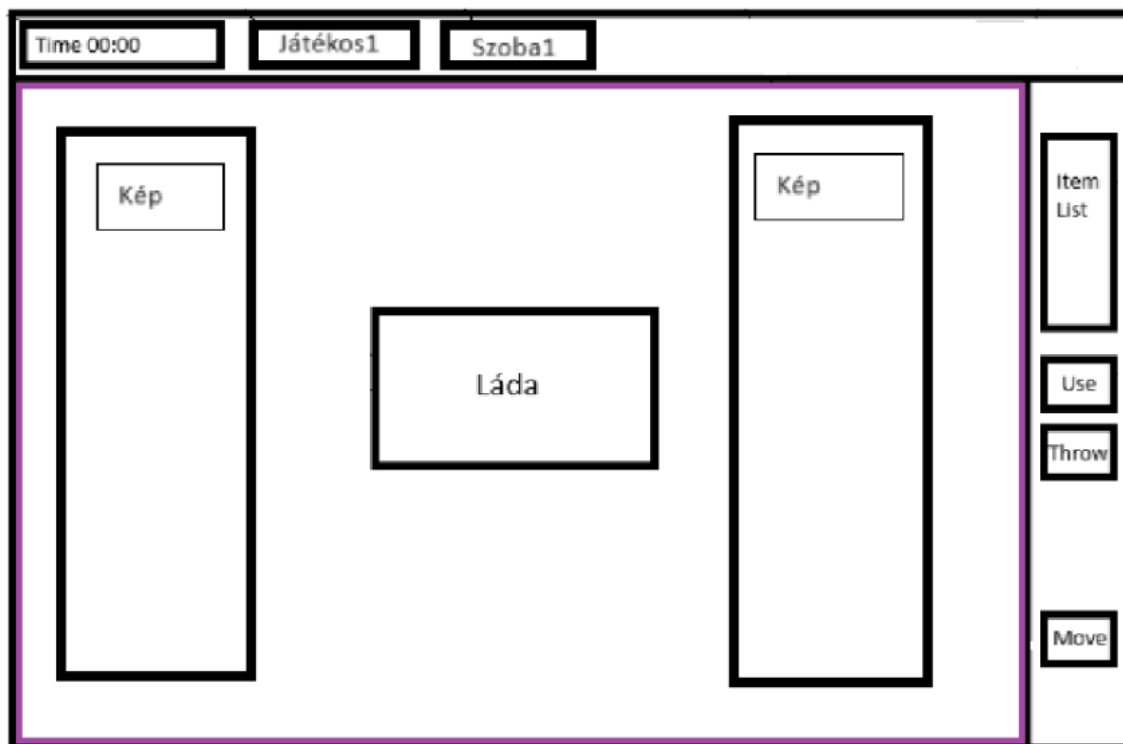 Time 00:00
Játékos1
Szoba1
Kép
Kép
Item
List
Láda
Use
Throw
Move